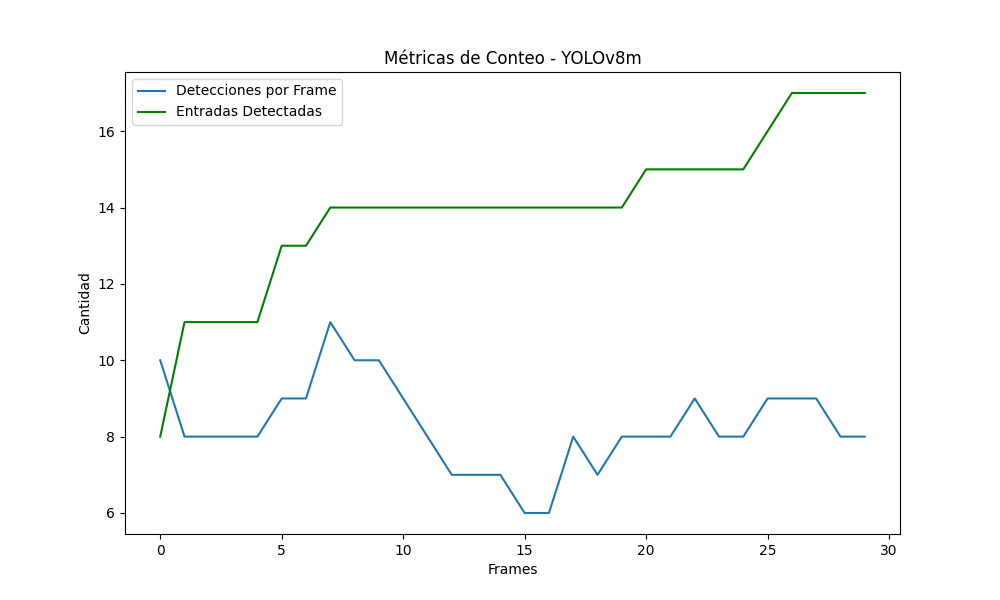 Métricas de Conteo - YOLOv8m
Detecciones por Frame
Entradas Detectadas
Cantidad
16
14
12
10
8
6
0 5 10 15 20 25 30
Frames